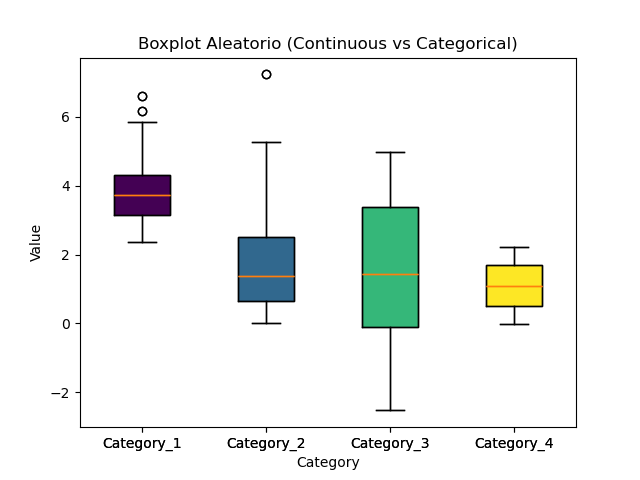 Boxplot Aleatorio (Continuous vs Categorical)
Value
6
4
2
0
−2
Category_1 Category_2 Category_3 Category_4
Category